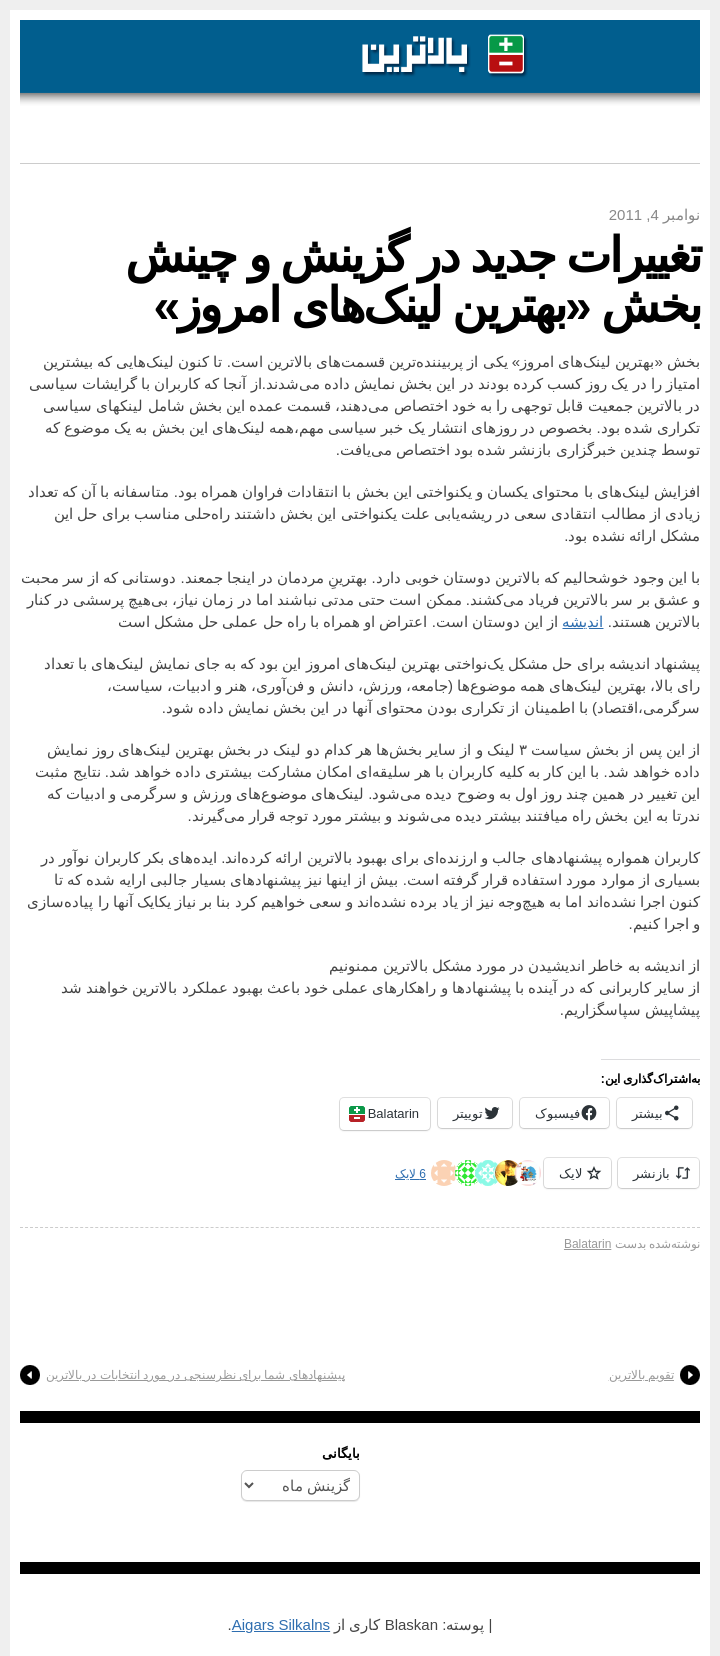 بالاترین
نوامبر 4, 2011
تغییرات جدید در گزینش و چینش
بخش «بهترین لینک‌های امروز»
بخش «بهترین لینک‌های امروز» یکی از پربیننده‌ترین قسمت‌های بالاترین است. تا کنون لینک‌هایی که بیشترین
امتیاز را در یک روز کسب کرده بودند در این بخش نمایش داده می‌شدند.از آنجا که کاربران با گرایشات سیاسی
در بالاترین جمعیت قابل توجهی را به خود اختصاص می‌دهند، قسمت عمده این بخش شامل لینکهای سیاسی
تکراری شده بود. بخصوص در روزهای انتشار یک خبر سیاسی مهم،همه لینک‌های این بخش به یک موضوع که
توسط چندین خبرگزاری بازنشر شده بود اختصاص می‌یافت.
افزایش لینک‌های با محتوای یکسان و یکنواختی این بخش با انتقادات فراوان همراه بود. متاسفانه با آن که تعداد
زیادی از مطالب انتقادی سعی در ریشه‌یابی علت یکنواختی این بخش داشتند راه‌حلی مناسب برای حل این
مشکل ارائه نشده بود.
با این وجود خوشحالیم که بالاترین دوستان خوبی دارد. بهترینِ مردمان در اینجا جمعند. دوستانی که از سر محبت
و عشق بر سر بالاترین فریاد می‌کشند. ممکن است حتی مدتی نباشند اما در زمان نیاز، بی‌هیچ پرسشی در کنار
بالاترین هستند. اندیشه از این دوستان است. اعتراض او همراه با راه حل عملی حل مشکل است
پیشنهاد اندیشه برای حل مشکل یک‌نواختی بهترین لینک‌های امروز این بود که به جای نمایش لینک‌های با تعداد
رای بالا، بهترین لینک‌های همه موضوع‌ها (جامعه، ورزش، دانش و فن‌آوری، هنر و ادبیات، سیاست،
سرگرمی،اقتصاد) با اطمینان از تکراری بودن محتوای آنها در این بخش نمایش داده شود.
از این پس از بخش سیاست ۳ لینک و از سایر بخش‌ها هر کدام دو لینک در بخش بهترین لینک‌های روز نمایش
داده خواهد شد. با این کار به کلیه کاربران با هر سلیقه‌ای امکان مشارکت بیشتری داده خواهد شد. نتایج مثبت
این تغییر در همین چند روز اول به وضوح دیده می‌شود. لینک‌های موضوع‌های ورزش و سرگرمی و ادبیات که
ندرتا به این بخش راه میافتند بیشتر دیده می‌شوند و بیشتر مورد توجه قرار می‌گیرند.
کاربران همواره پیشنهادهای جالب و ارزنده‌ای برای بهبود بالاترین ارائه کرده‌اند. ایده‌های بکر کاربران نوآور در
بسیاری از موارد مورد استفاده قرار گرفته است. بیش از اینها نیز پیشنهادهای بسیار جالبی ارایه شده که تا
کنون اجرا نشده‌اند اما به هیچ‌وجه نیز از یاد برده نشده‌اند و سعی خواهیم کرد بنا بر نیاز یکایک آنها را پیاده‌سازی
و اجرا کنیم.
از اندیشه به خاطر اندیشیدن در مورد مشکل بالاترین ممنونیم
از سایر کاربرانی که در آینده با پیشنهادها و راهکارهای عملی خود باعث بهبود عملکرد بالاترین خواهند شد
پیشاپیش سپاسگزاریم.
به‌اشتراک‌گذاری این:
بیشتر فیسبوک توییتر Balatarin
بازنشر لایک 6 لایک
نوشته‌شده بدست Balatarin
تقویم بالاترین پیشنهادهای شما برای نظرسنجی در مورد انتخابات در بالاترین
بایگانی
گزینش ماه
| پوسته: Blaskan کاری از Aigars Silkalns.